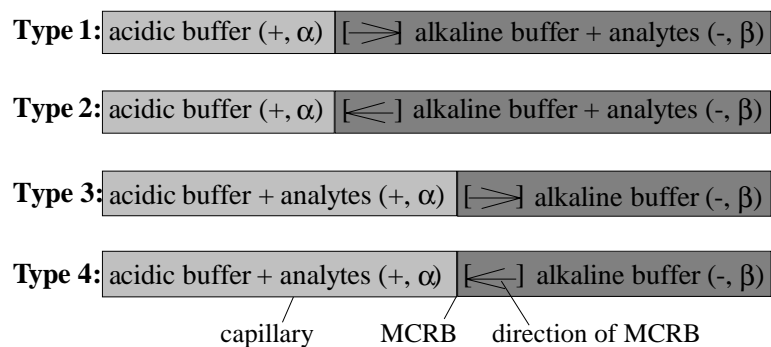 Type 1: acidic buffer (+, α) [ ] alkaline buffer + analytes (-, β)
Type 2: acidic buffer (+, α) [ ] alkaline buffer + analytes (-, β)
Type 3: acidic buffer + analytes (+, α) [ ] alkaline buffer (-, β)
Type 4: acidic buffer + analytes (+, α) [ ] alkaline buffer (-, β)
capillary MCRB direction of MCRB